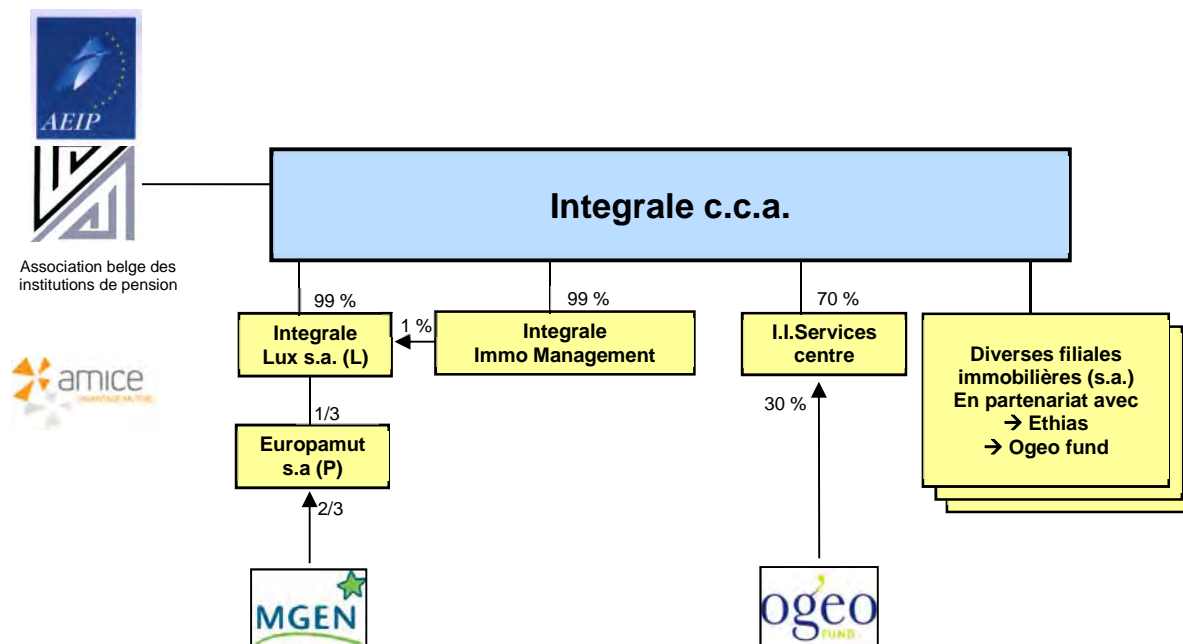 AEIP
Association belge des
institutions de pension
amice
Integrale c.c.a.
99 %
99 %
70 %
Integrale
Lux s.a. (L)
1 %
Integrale
Immo Management
I.I.Services
centre
Diverses filiales
immobilières (s.a.)
En partenariat avec
→ Ethias
→ Ogeo fund
1/3
30 %
Europamut
s.a (P)
2/3
MGEN
ogeo
FUND